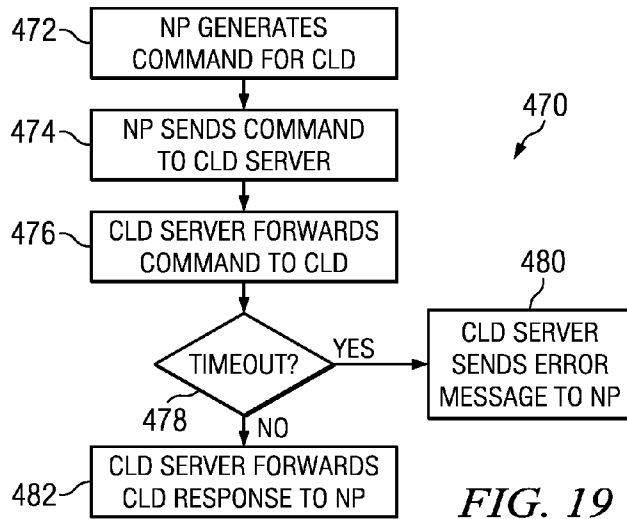 472
NP GENERATES
COMMAND FOR CLD
474
NP SENDS COMMAND
TO CLD SERVER
470
476
CLD SERVER FORWARDS
COMMAND TO CLD
480
CLD SERVER
SENDS ERROR
MESSAGE TO NP
TIMEOUT?
YES
478
NO
482
CLD SERVER FORWARDS
CLD RESPONSE TO NP
FIG. 19